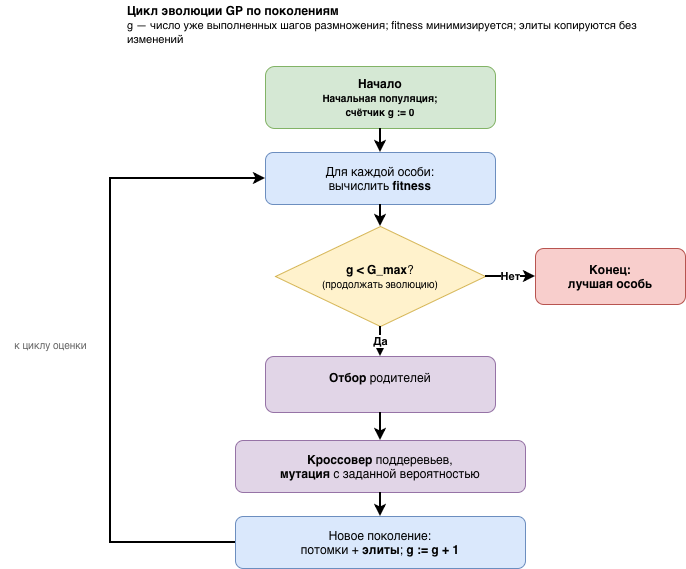 Цикл эволюции GP по поколениям
g — число уже выполненных шагов размножения; fitness минимизируется; элиты копируются без
изменений
Начало
Начальная популяция;
счётчик g := 0
Для каждой особи:
вычислить fitness
g < G_max?
(продолжать эволюцию)
Нет
Конец:
лучшая особь
Да
к циклу оценки
Отбор родителей
Кроссовер поддеревьев,
мутация с заданной вероятностью
Новое поколение:
потомки + элиты; g := g + 1